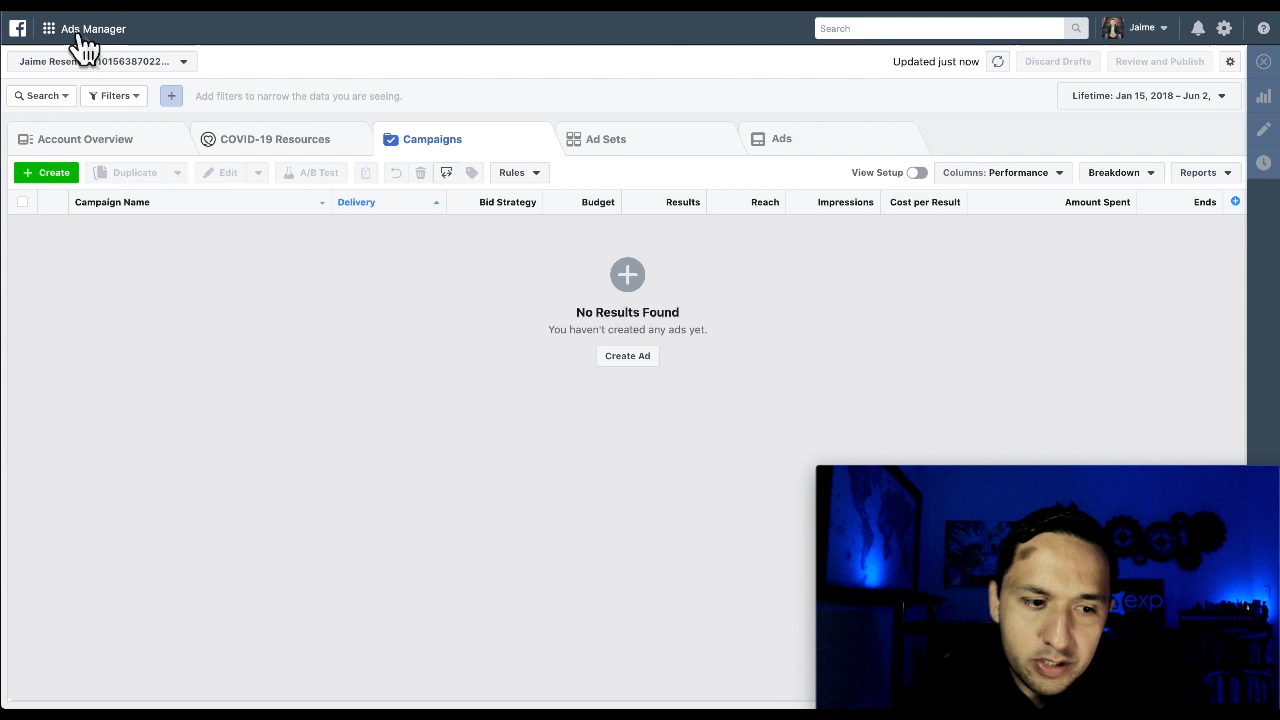 Ads Manager
Search
Jaime
Jaime Resen 10156387022...
Updated just now
Discard Drafts
Review and Publish
Search
Filters
Add filters to narrow the data you are seeing.
Lifetime: Jan 15, 2018 – Jun 2,
Account Overview
COVID-19 Resources
Campaigns
Ad Sets
Ads
+ Create
Duplicate
Edit
A/B Test
Rules
View Setup
Columns: Performance
Breakdown
Reports
Campaign Name
Delivery
Bid Strategy
Budget
Results
Reach
Impressions
Cost per Result
Amount Spent
Ends
No Results Found
You haven't created any ads yet.
Create Ad
exp